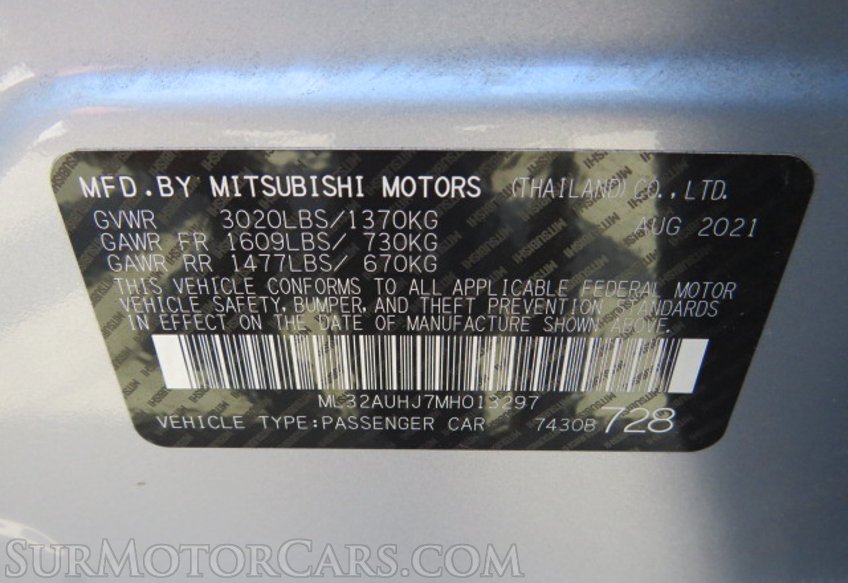 MFD.BY MITSUBISHI MOTORS (THAILAND) CO., LTD.
GVWR 3020LBS/1370KG AUG 2021
GAWR FR 1609LBS/ 730KG
GAWR RR 1477LBS/ 670KG
THIS VEHICLE CONFORMS TO ALL APPLICABLE FEDERAL MOTOR
VEHICLE SAFETY, BUMPER, AND THEFT PREVENTION STANDARDS
IN EFFECT ON THE DATE OF MANUFACTURE SHOWN ABOVE.
ML32AUHJ7MH013297
VEHICLE TYPE:PASSENGER CAR 7430B 728
SURMOTORCARS.COM